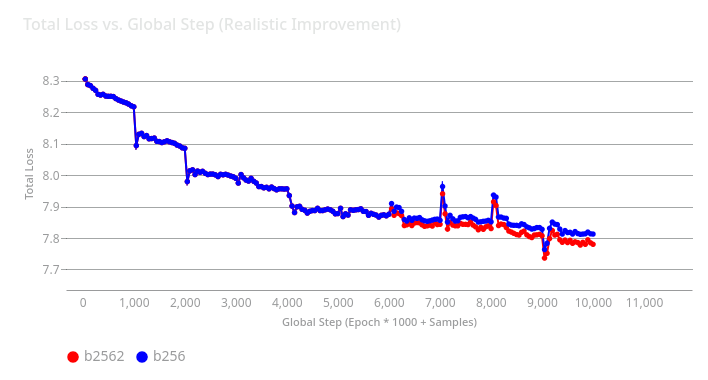 Total Loss vs. Global Step (Realistic Improvement)
8.3
8.2
8.1
8.0
7.9
7.8
7.7
Total Loss
0 1,000 2,000 3,000 4,000 5,000 6,000 7,000 8,000 9,000 10,000 11,000
Global Step (Epoch * 1000 + Samples)
b2562 b256